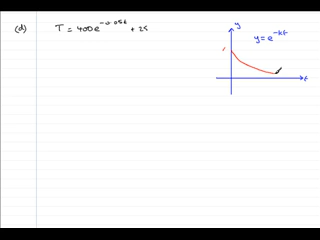 (d) T = 400e^-0.05t + 25
y
y = e^-kt
t